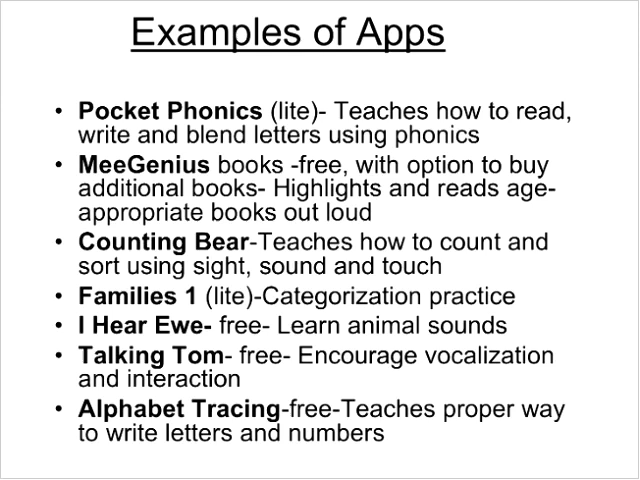 Examples of Apps
• Pocket Phonics (lite)- Teaches how to read,
write and blend letters using phonics
• MeeGenius books -free, with option to buy
additional books- Highlights and reads age-
appropriate books out loud
• Counting Bear-Teaches how to count and
sort using sight, sound and touch
• Families 1 (lite)-Categorization practice
• I Hear Ewe- free- Learn animal sounds
• Talking Tom- free- Encourage vocalization
and interaction
• Alphabet Tracing-free-Teaches proper way
to write letters and numbers